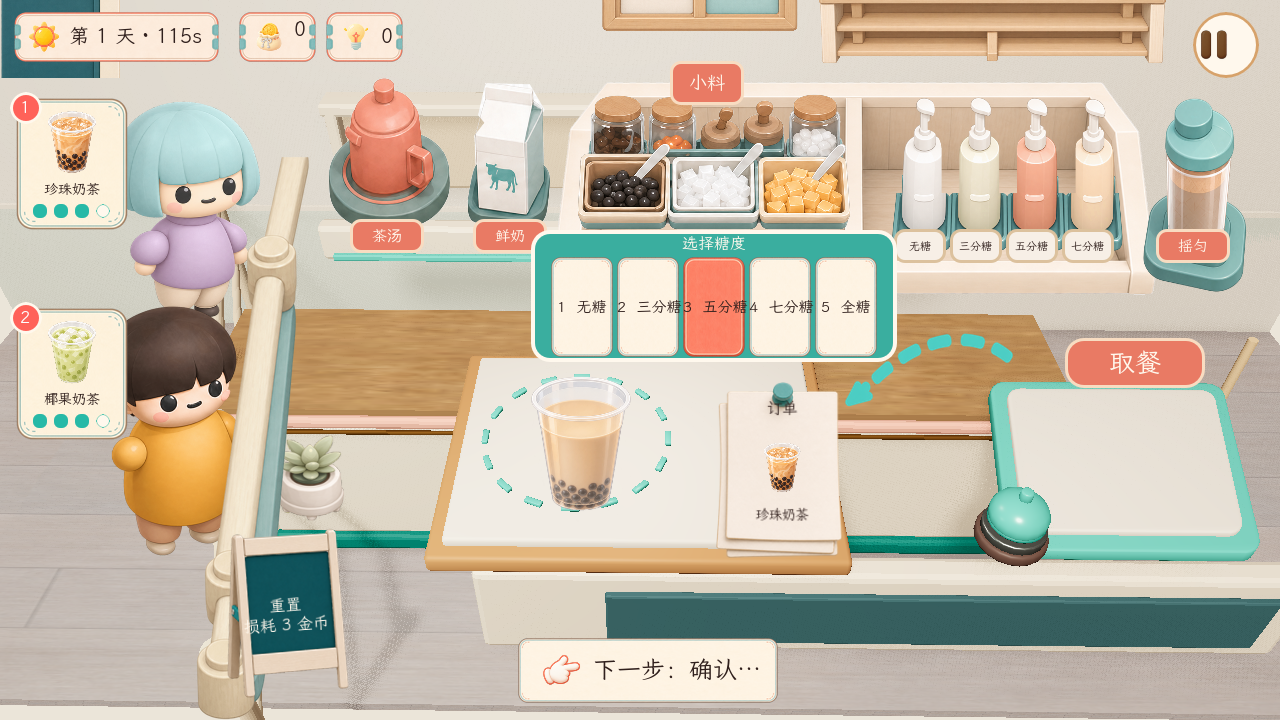 第 1 天·115s
0
0
小料
1
珍珠奶茶
茶汤
鲜奶
无糖
三分糖
五分糖
七分糖
摇匀
选择糖度
1 无糖
2 三分糖
3 五分糖
4 七分糖
5 全糖
2
椰果奶茶
取餐
订单
珍珠奶茶
重置
损耗 3 金币
下一步：确认…